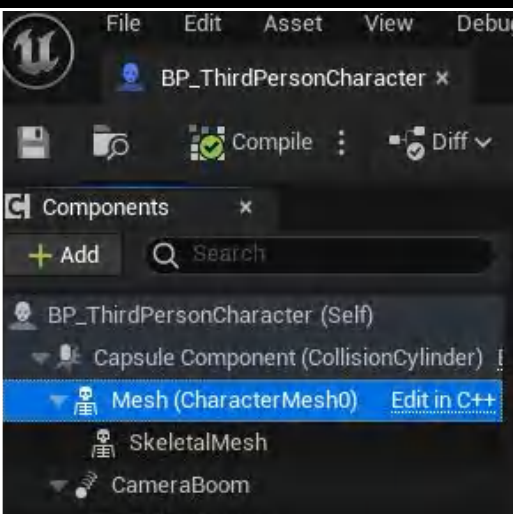 File Edit Asset View Debu
BP_ThirdPersonCharacter ×
Compile Diff
Components ×
+ Add Search
BP_ThirdPersonCharacter (Self)
Capsule Component (CollisionCylinder)
Mesh (CharacterMesh0) Edit in C++
SkeletalMesh
CameraBoom